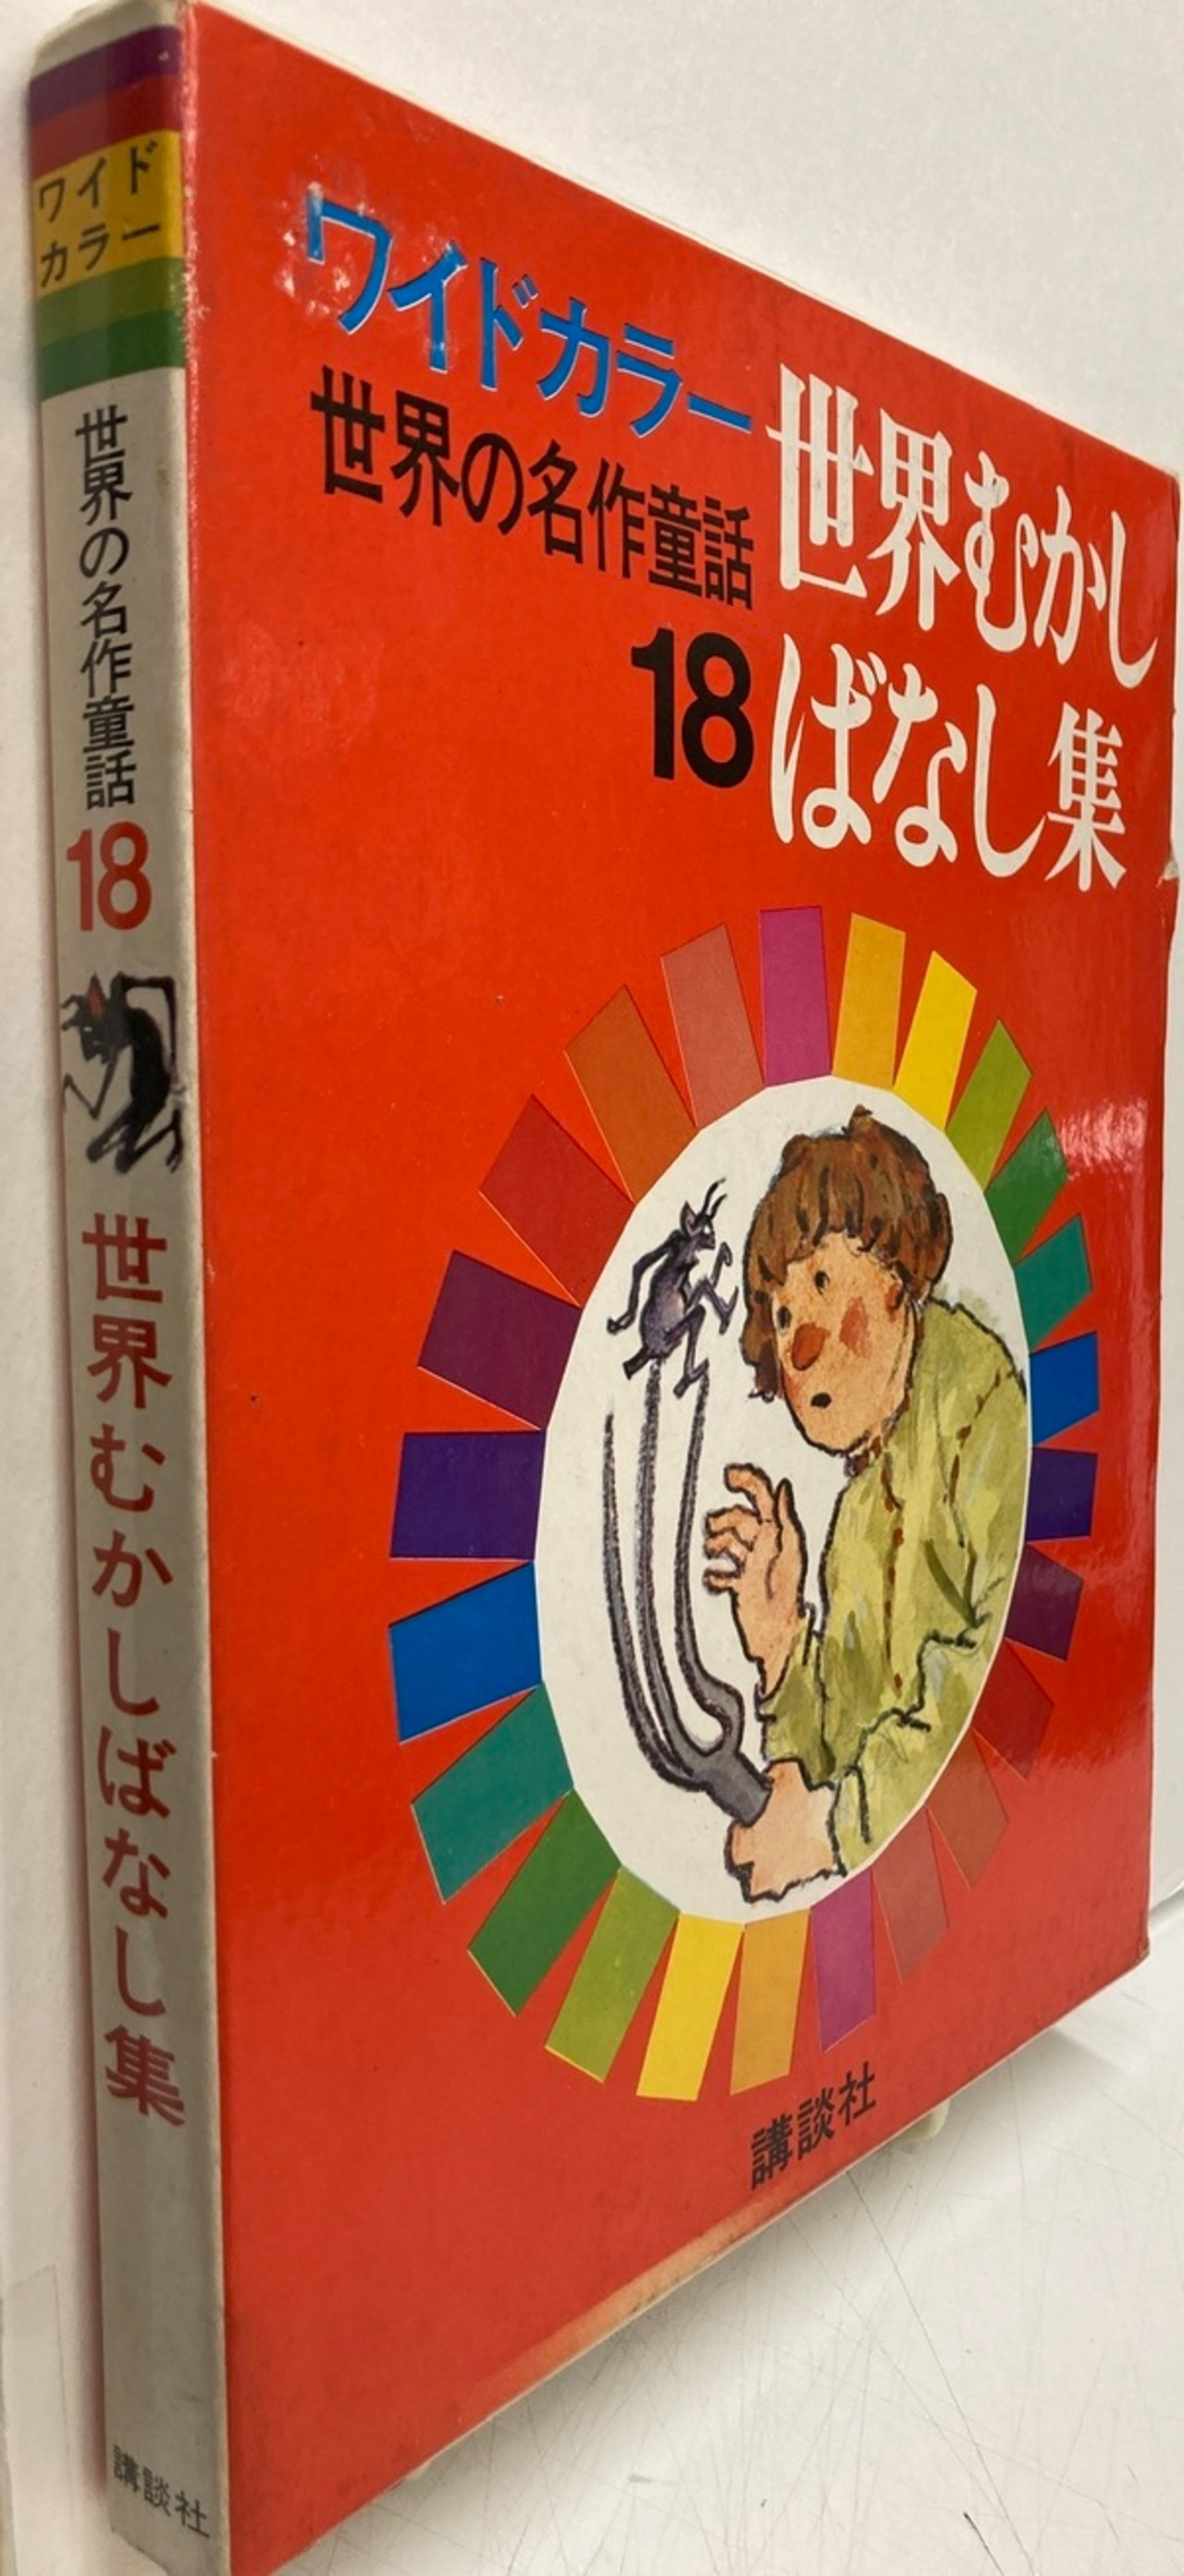 ワイド
カラー
世界の名作童話
18
世界むかしばなし集
講談社
ワイドカラー
世界の名作童話
18
世界むかし
ばなし集
講談社